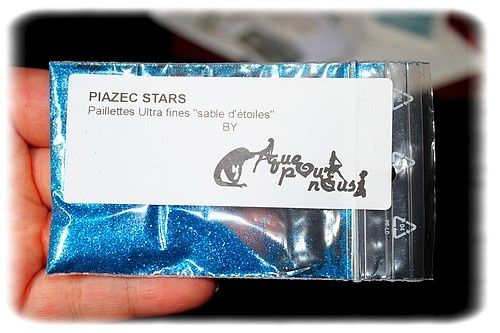 PIAZEC STARS
Paillettes Ultra fines "sable d'étoiles"
BY
Aque pour nous!